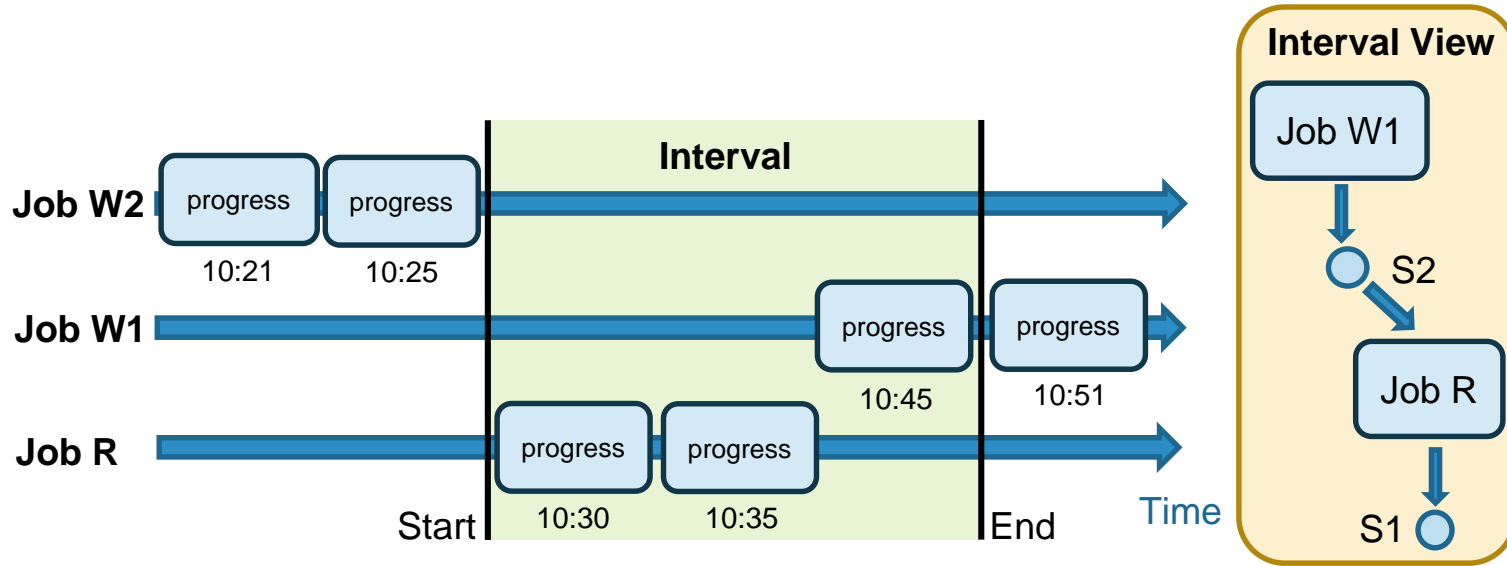 Interval View
Job W1
S2
Job R
S1
Interval
Job W2
progress
progress
10:21
10:25
Job W1
progress
progress
10:45
10:51
Job R
progress
progress
10:30
10:35
Start
End
Time